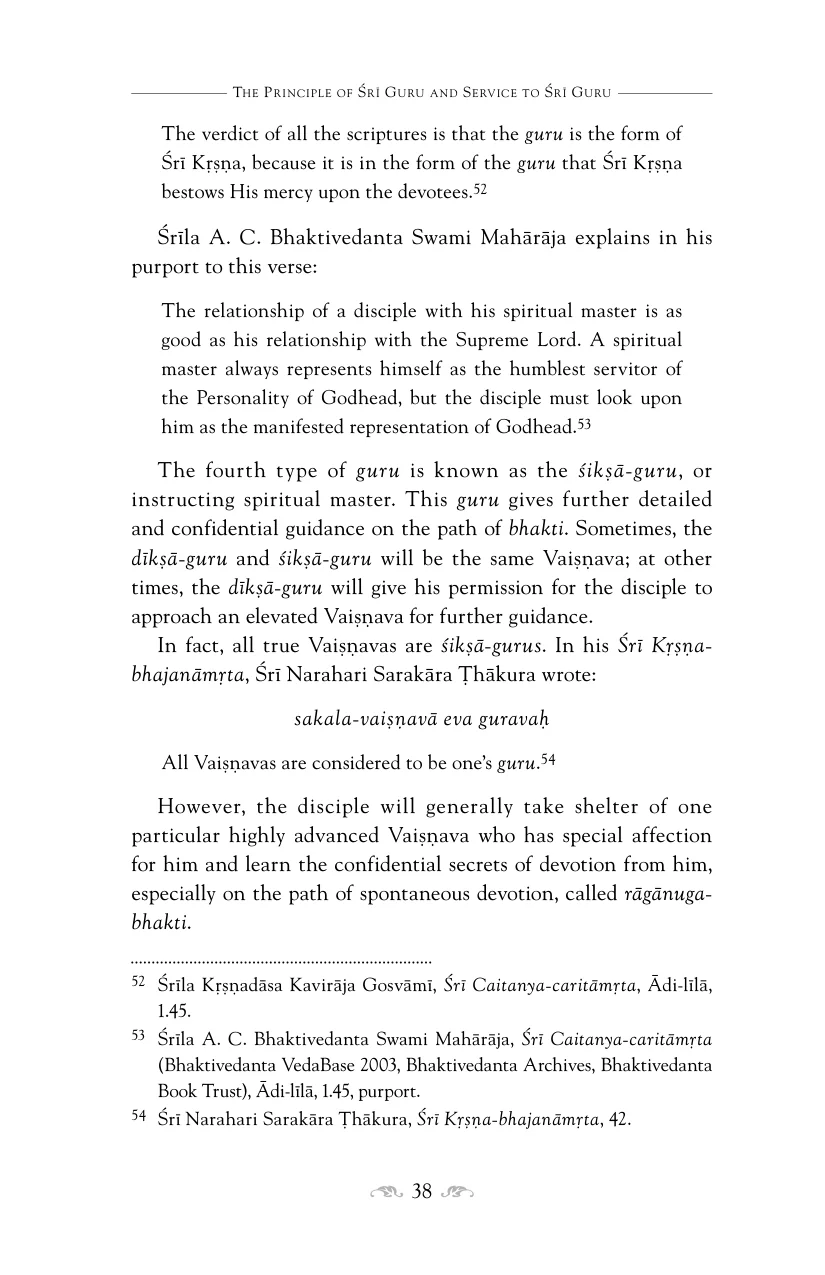 The Principle of Śrī Guru and Service to Śrī Guru
The verdict of all the scriptures is that the guru is the form of
Śrī Kṛṣṇa, because it is in the form of the guru that Śrī Kṛṣṇa
bestows His mercy upon the devotees.52
Śrīla A. C. Bhaktivedanta Swami Mahārāja explains in his
purport to this verse:
The relationship of a disciple with his spiritual master is as
good as his relationship with the Supreme Lord. A spiritual
master always represents himself as the humblest servitor of
the Personality of Godhead, but the disciple must look upon
him as the manifested representation of Godhead.53
The fourth type of guru is known as the śikṣā-guru, or
instructing spiritual master. This guru gives further detailed
and confidential guidance on the path of bhakti. Sometimes, the
dīkṣā-guru and śikṣā-guru will be the same Vaiṣṇava; at other
times, the dīkṣā-guru will give his permission for the disciple to
approach an elevated Vaiṣṇava for further guidance.
In fact, all true Vaiṣṇavas are śikṣā-gurus. In his Śrī Kṛṣṇa-
bhajanāmṛta, Śrī Narahari Sarakāra Ṭhākura wrote:
sakala-vaiṣṇavā eva guravaḥ
All Vaiṣṇavas are considered to be one’s guru.54
However, the disciple will generally take shelter of one
particular highly advanced Vaiṣṇava who has special affection
for him and learn the confidential secrets of devotion from him,
especially on the path of spontaneous devotion, called rāgānuga-
bhakti.
52 Śrīla Kṛṣṇadāsa Kavirāja Gosvāmī, Śrī Caitanya-caritāmṛta, Ādi-līlā,
1.45.
53 Śrīla A. C. Bhaktivedanta Swami Mahārāja, Śrī Caitanya-caritāmṛta
(Bhaktivedanta VedaBase 2003, Bhaktivedanta Archives, Bhaktivedanta
Book Trust), Ādi-līlā, 1.45, purport.
54 Śrī Narahari Sarakāra Ṭhākura, Śrī Kṛṣṇa-bhajanāmṛta, 42.
38